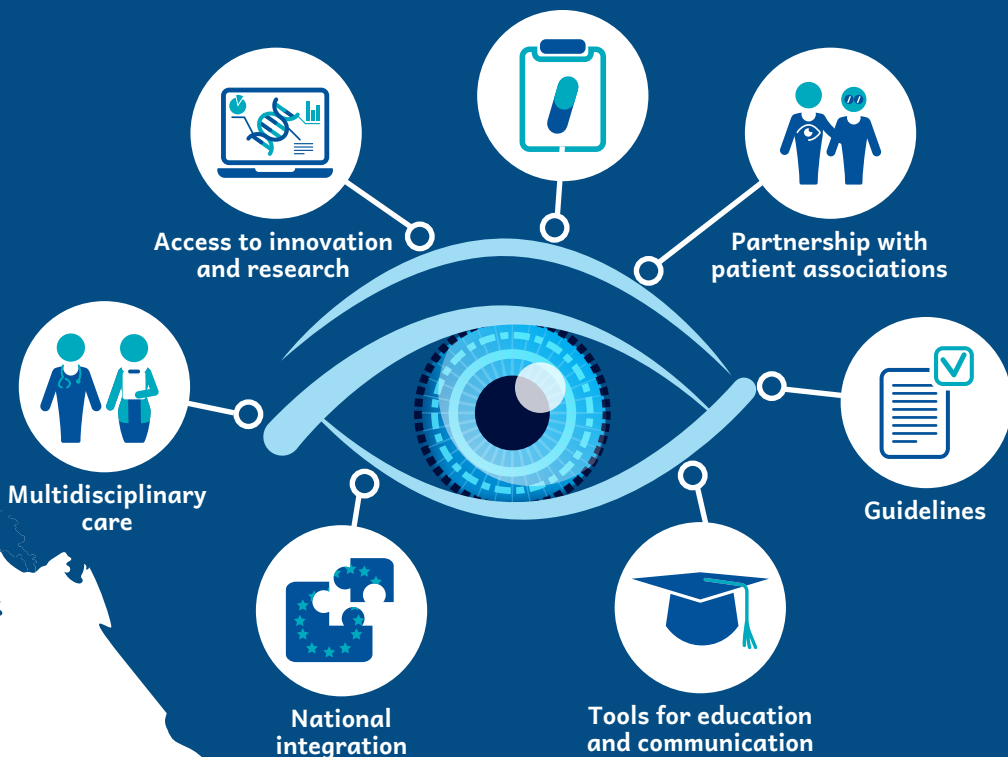 Access to innovation
and research
Partnership with
patient associations
Multidisciplinary
care
Guidelines
National
integration
Tools for education
and communication